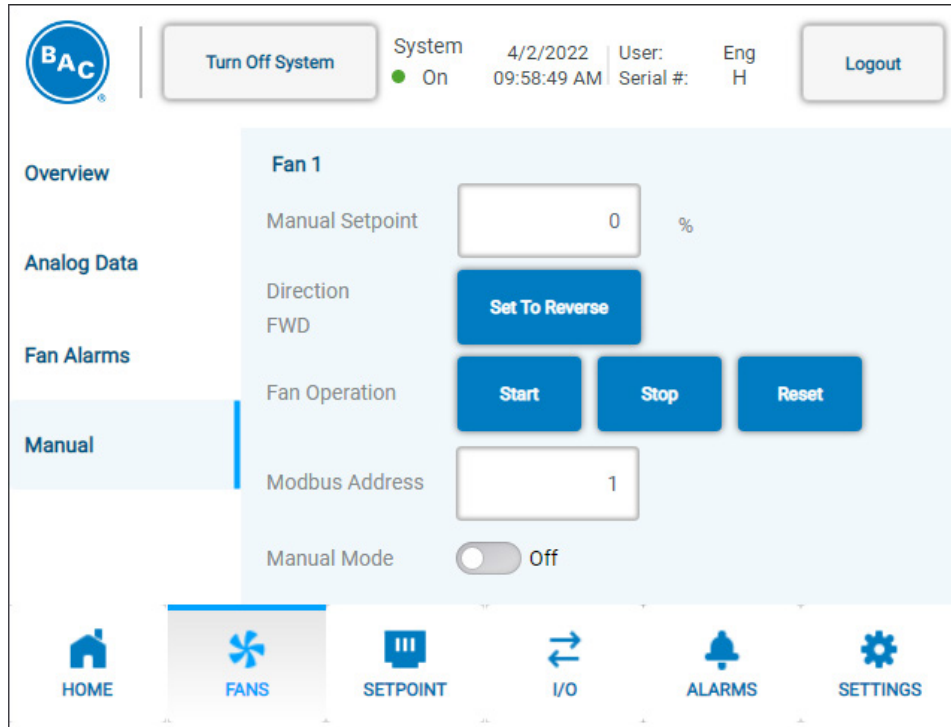 BAC
®
Turn Off System
System
On
4/2/2022
09:58:49 AM
User: Eng
Serial #: H
Logout
Overview
Analog Data
Fan Alarms
Manual
Fan 1
Manual Setpoint 0 %
Direction
FWD
Set To Reverse
Fan Operation Start Stop Reset
Modbus Address 1
Manual Mode Off
HOME FANS SETPOINT I/O ALARMS SETTINGS